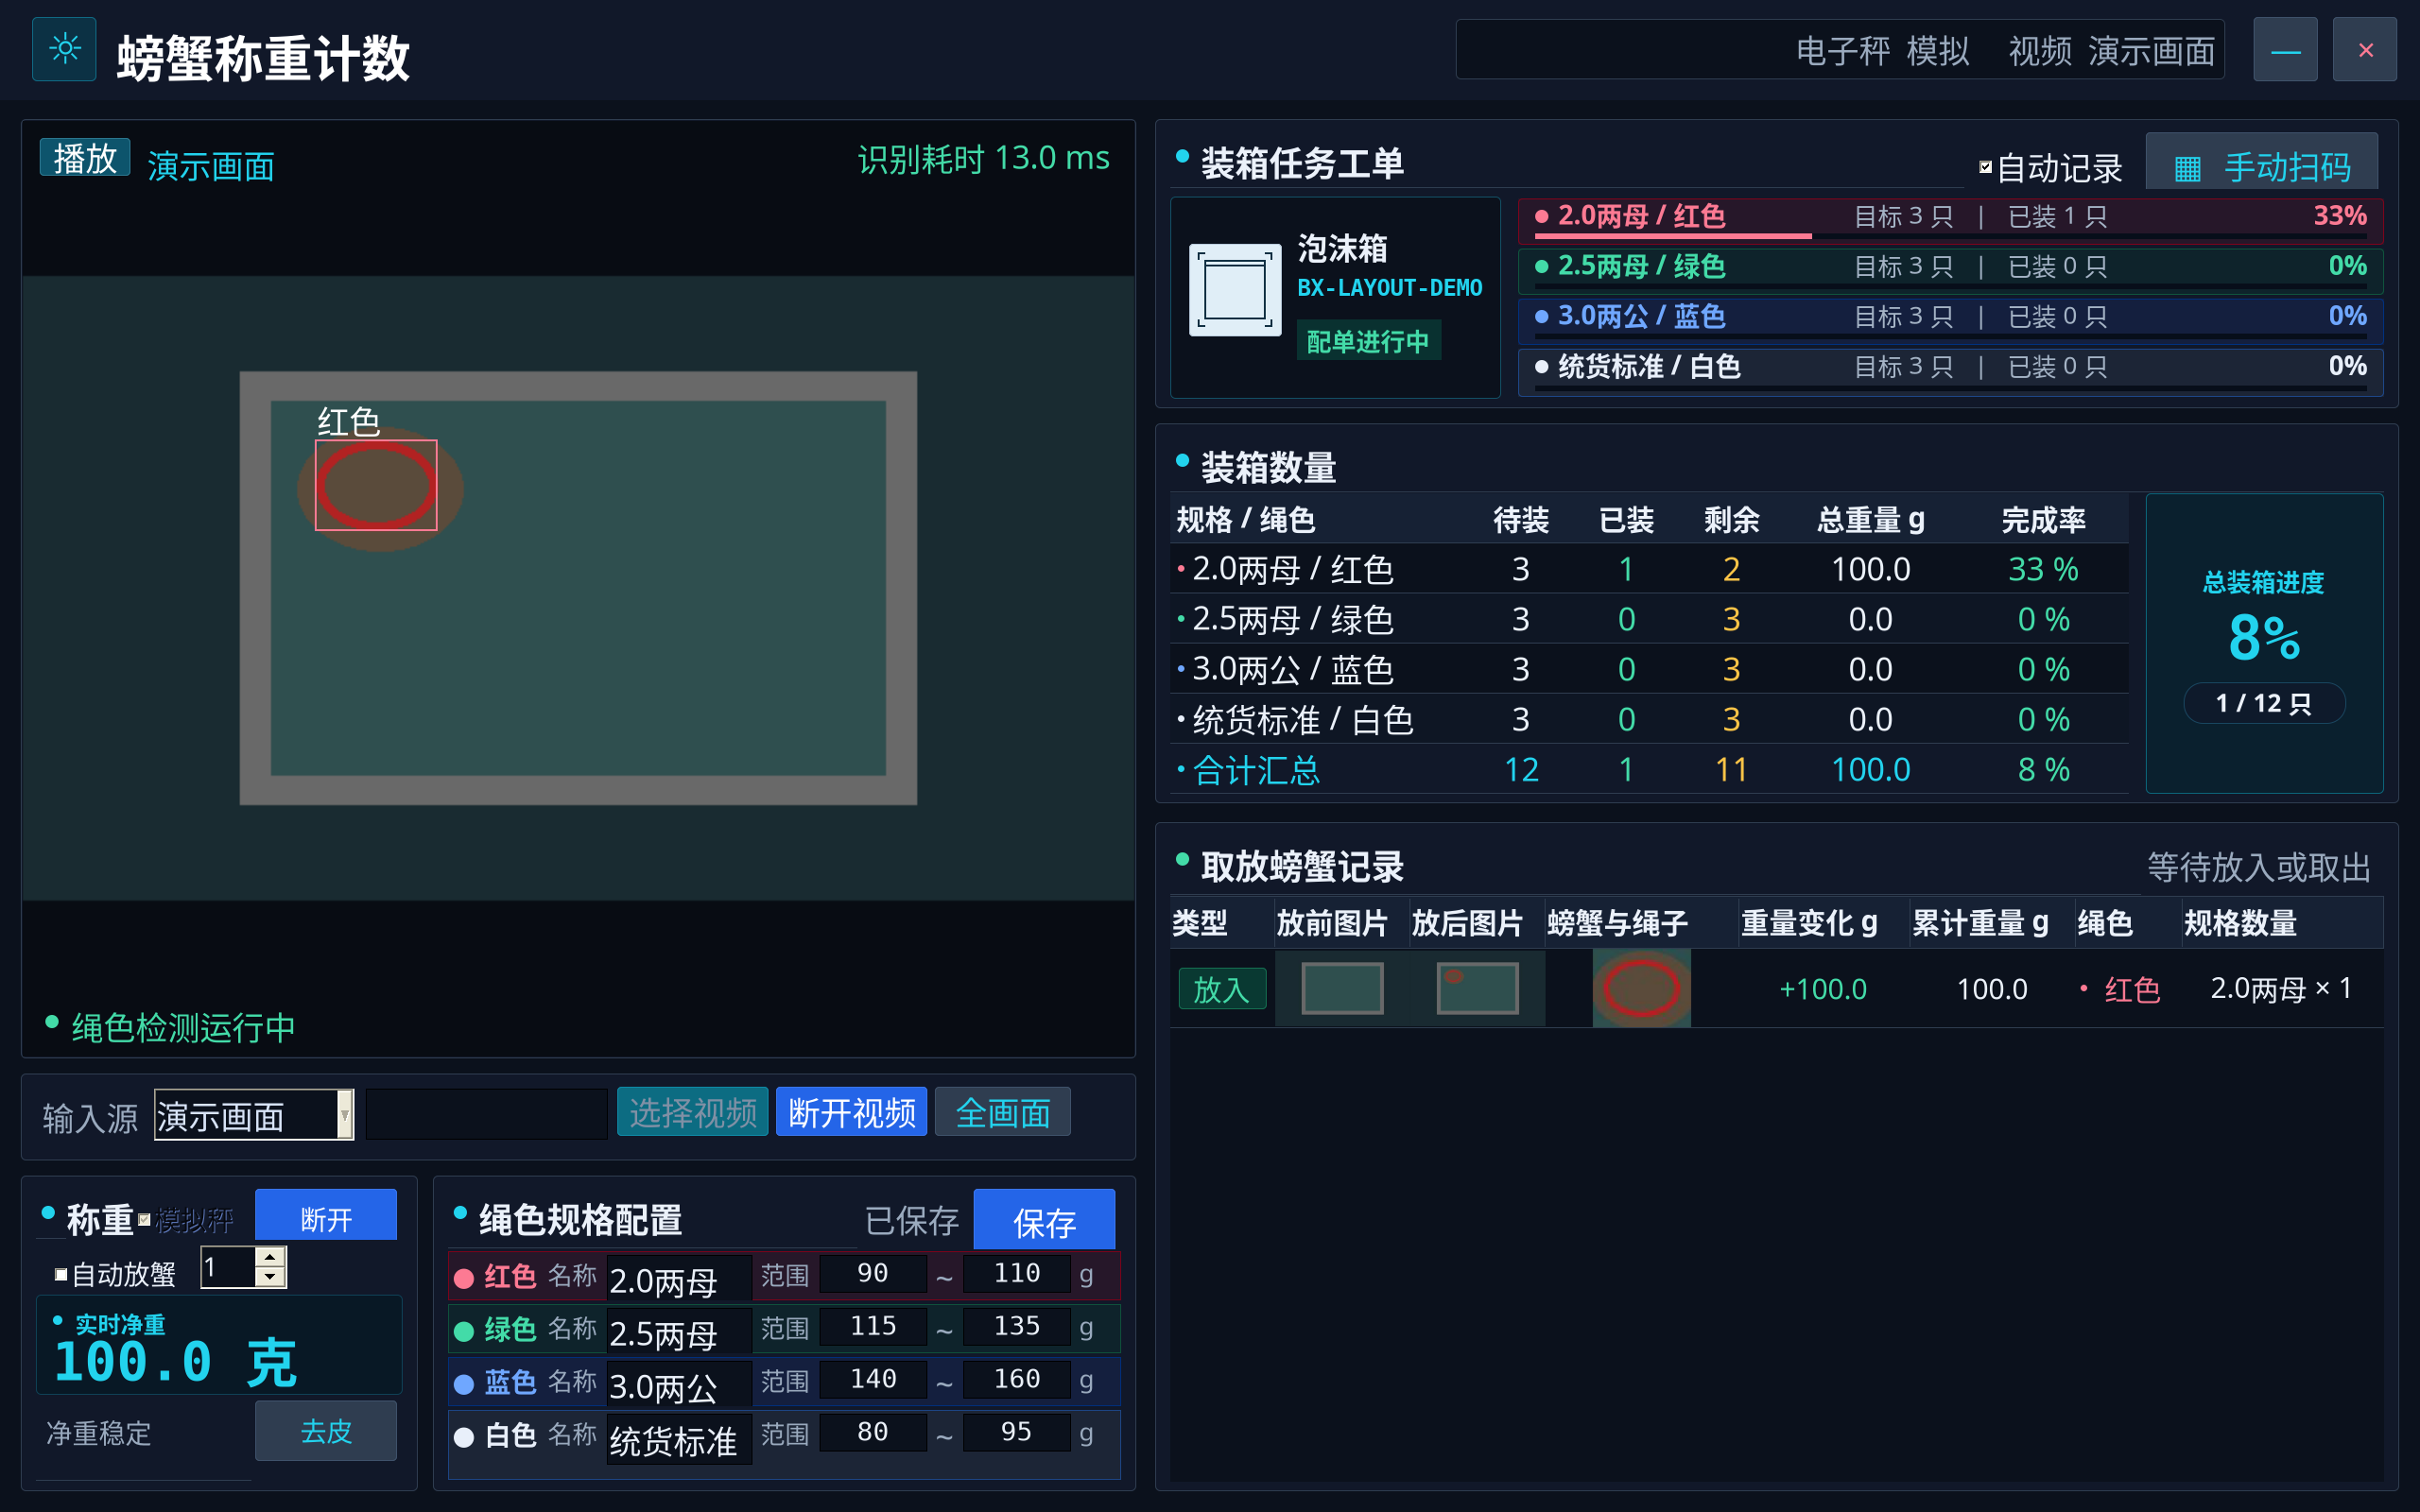 螃蟹称重计数
电子秤 模拟 视频 演示画面
— ×
播放 演示画面 识别耗时 13.0 ms
红色
绳色检测运行中
输入源 演示画面 选择视频 断开视频 全画面
称重 模拟秤 断开
自动放蟹 1
实时净重
100.0 克
净重稳定 去皮
绳色规格配置 已保存 保存
红色 名称 2.0两母 范围 90 ~ 110 g
绿色 名称 2.5两母 范围 115 ~ 135 g
蓝色 名称 3.0两公 范围 140 ~ 160 g
白色 名称 统货标准 范围 80 ~ 95 g
装箱任务工单 自动记录 手动扫码
泡沫箱
BX-LAYOUT-DEMO
配单进行中
2.0两母 / 红色 目标 3 只 | 已装 1 只 33%
2.5两母 / 绿色 目标 3 只 | 已装 0 只 0%
3.0两公 / 蓝色 目标 3 只 | 已装 0 只 0%
统货标准 / 白色 目标 3 只 | 已装 0 只 0%
装箱数量
规格 / 绳色 待装 已装 剩余 总重量 g 完成率
2.0两母 / 红色 3 1 2 100.0 33 %
2.5两母 / 绿色 3 0 3 0.0 0 %
3.0两公 / 蓝色 3 0 3 0.0 0 %
统货标准 / 白色 3 0 3 0.0 0 %
合计汇总 12 1 11 100.0 8 %
总装箱进度
8%
1 / 12 只
取放螃蟹记录 等待放入或取出
类型 放前图片 放后图片 螃蟹与绳子 重量变化 g 累计重量 g 绳色 规格数量
放入 +100.0 100.0 红色 2.0两母 × 1